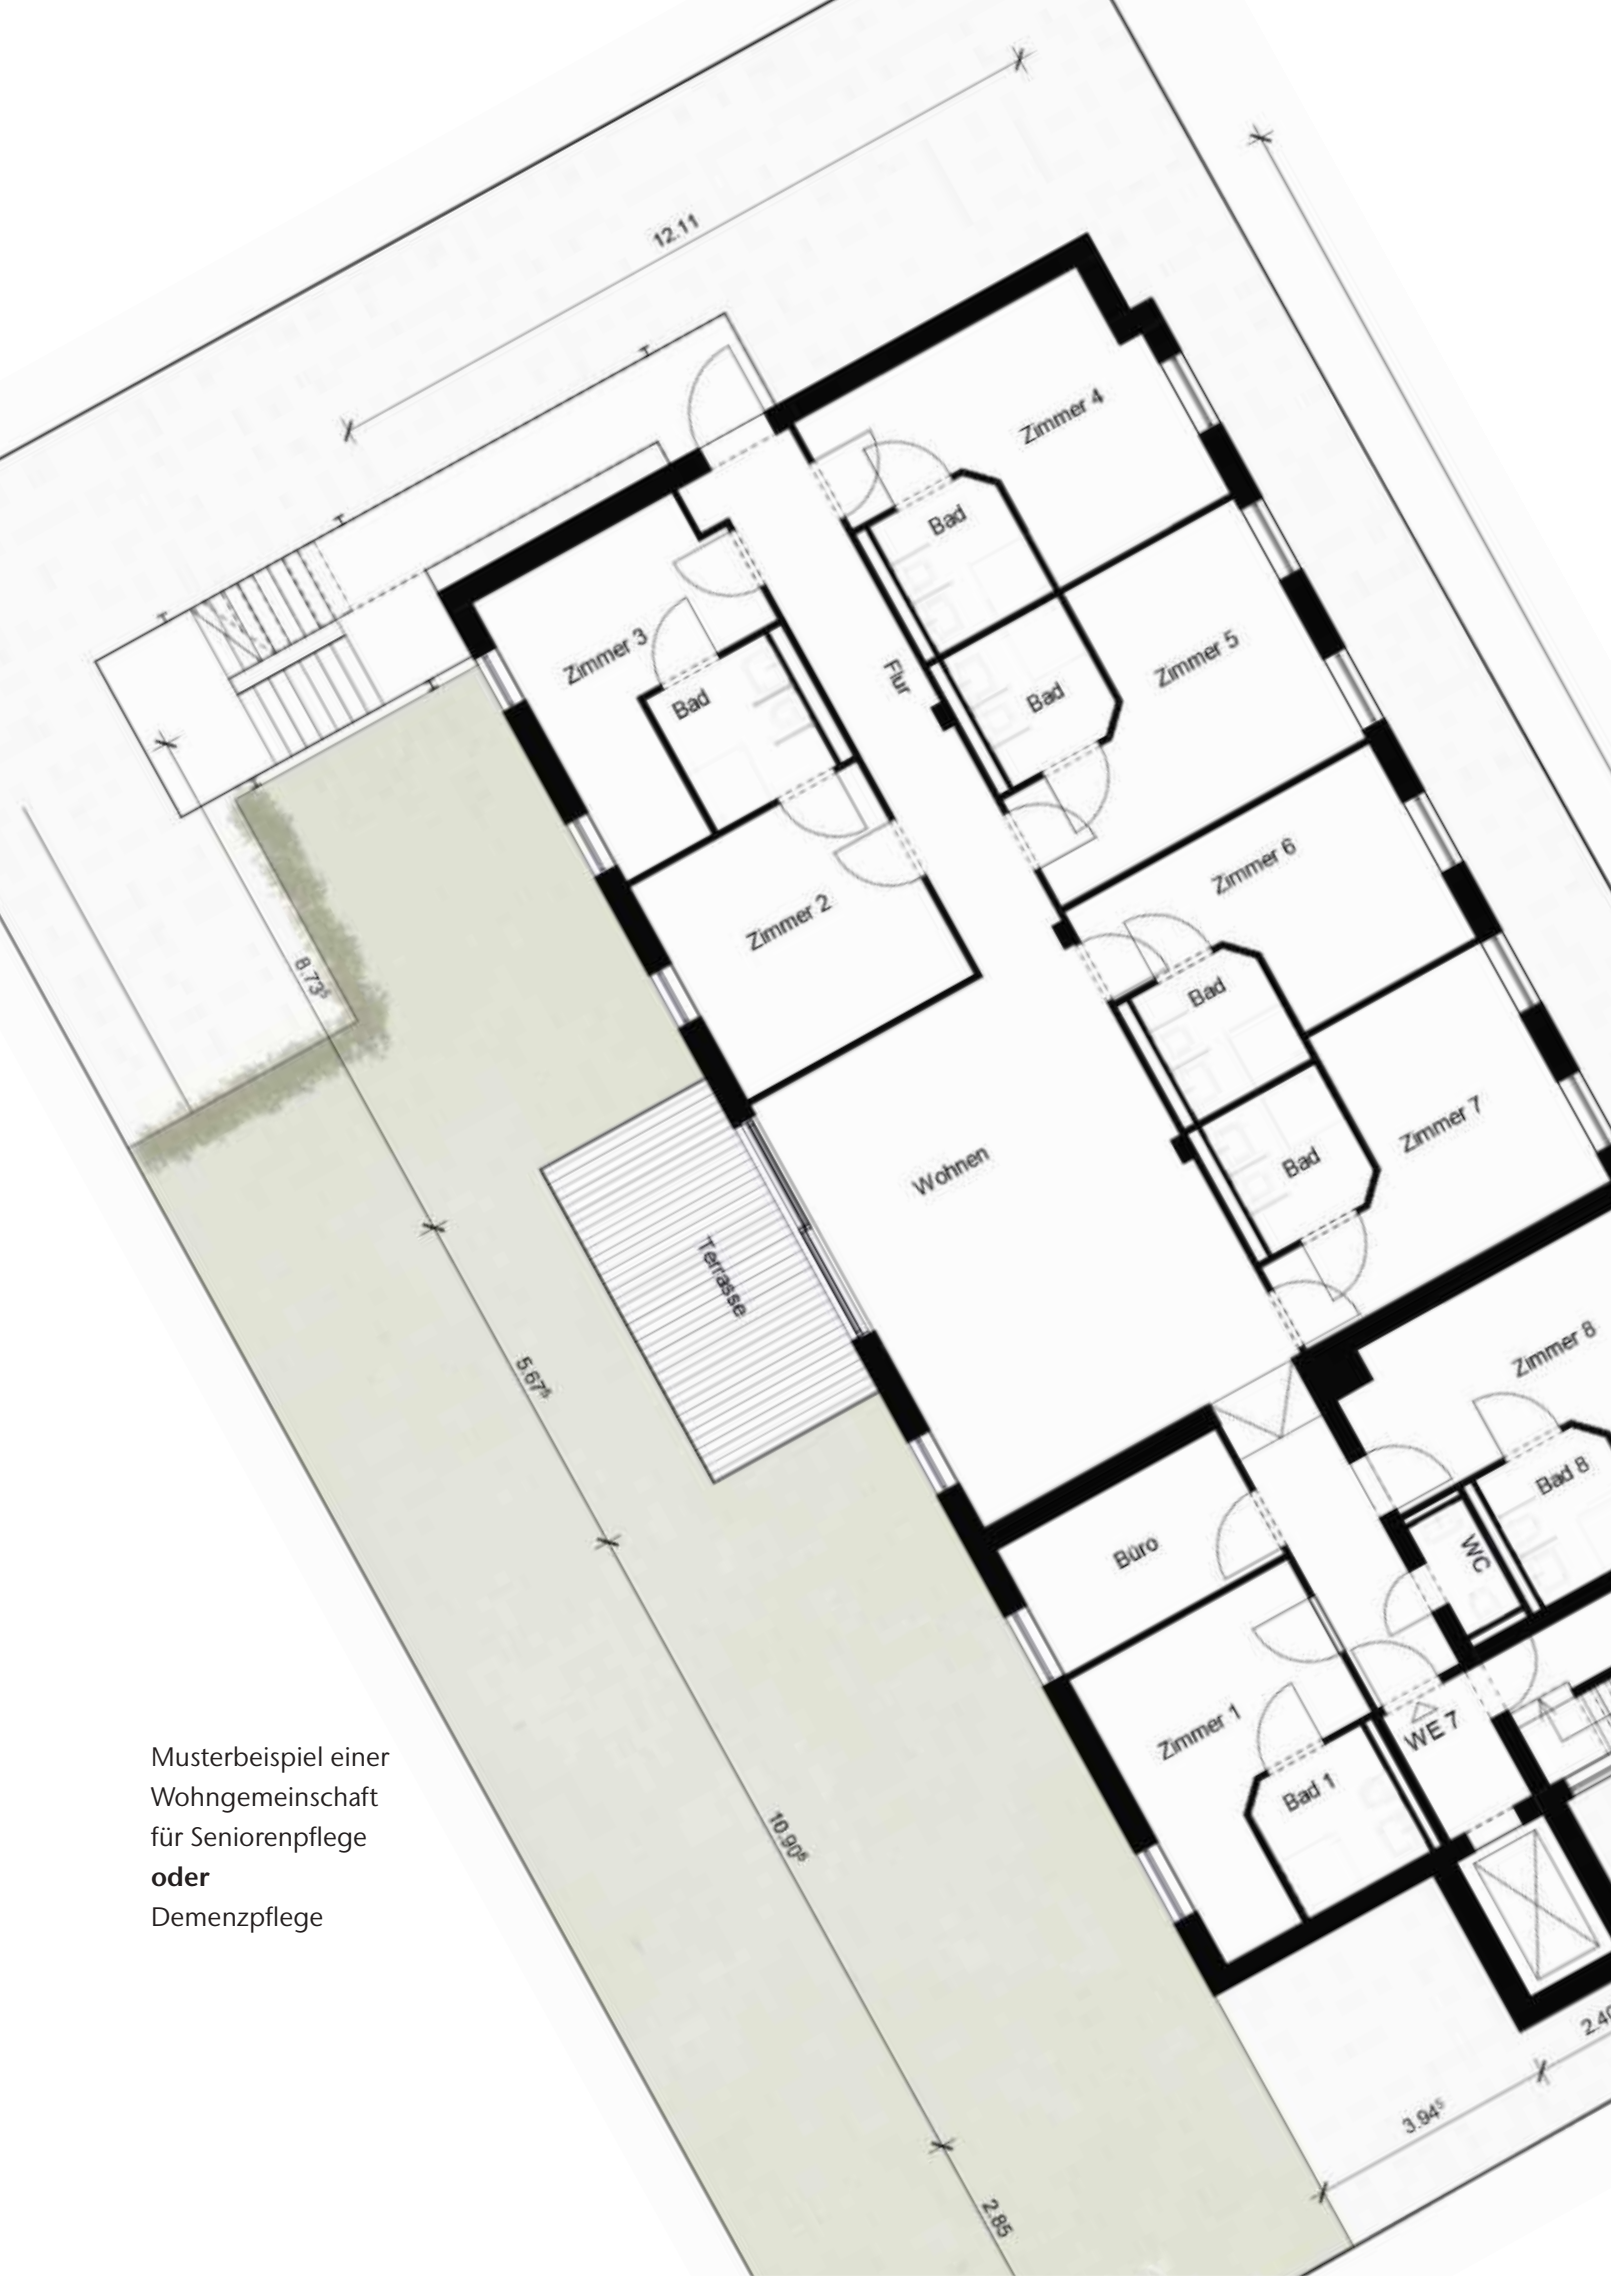 12.11
Zimmer 4
Bad
Zimmer 3
Bad
Flur
Bad
Zimmer 5
Zimmer 2
Zimmer 6
8.73⁵
Bad
Zimmer 7
Wohnen
Bad
Terrasse
5.67⁵
Zimmer 8
Bad 8
Büro
WC
Zimmer 1
WE 7
Bad 1
10.90⁵
3.94⁵
2.85
Musterbeispiel einer
Wohngemeinschaft
für Seniorenpflege
oder
Demenzpflege